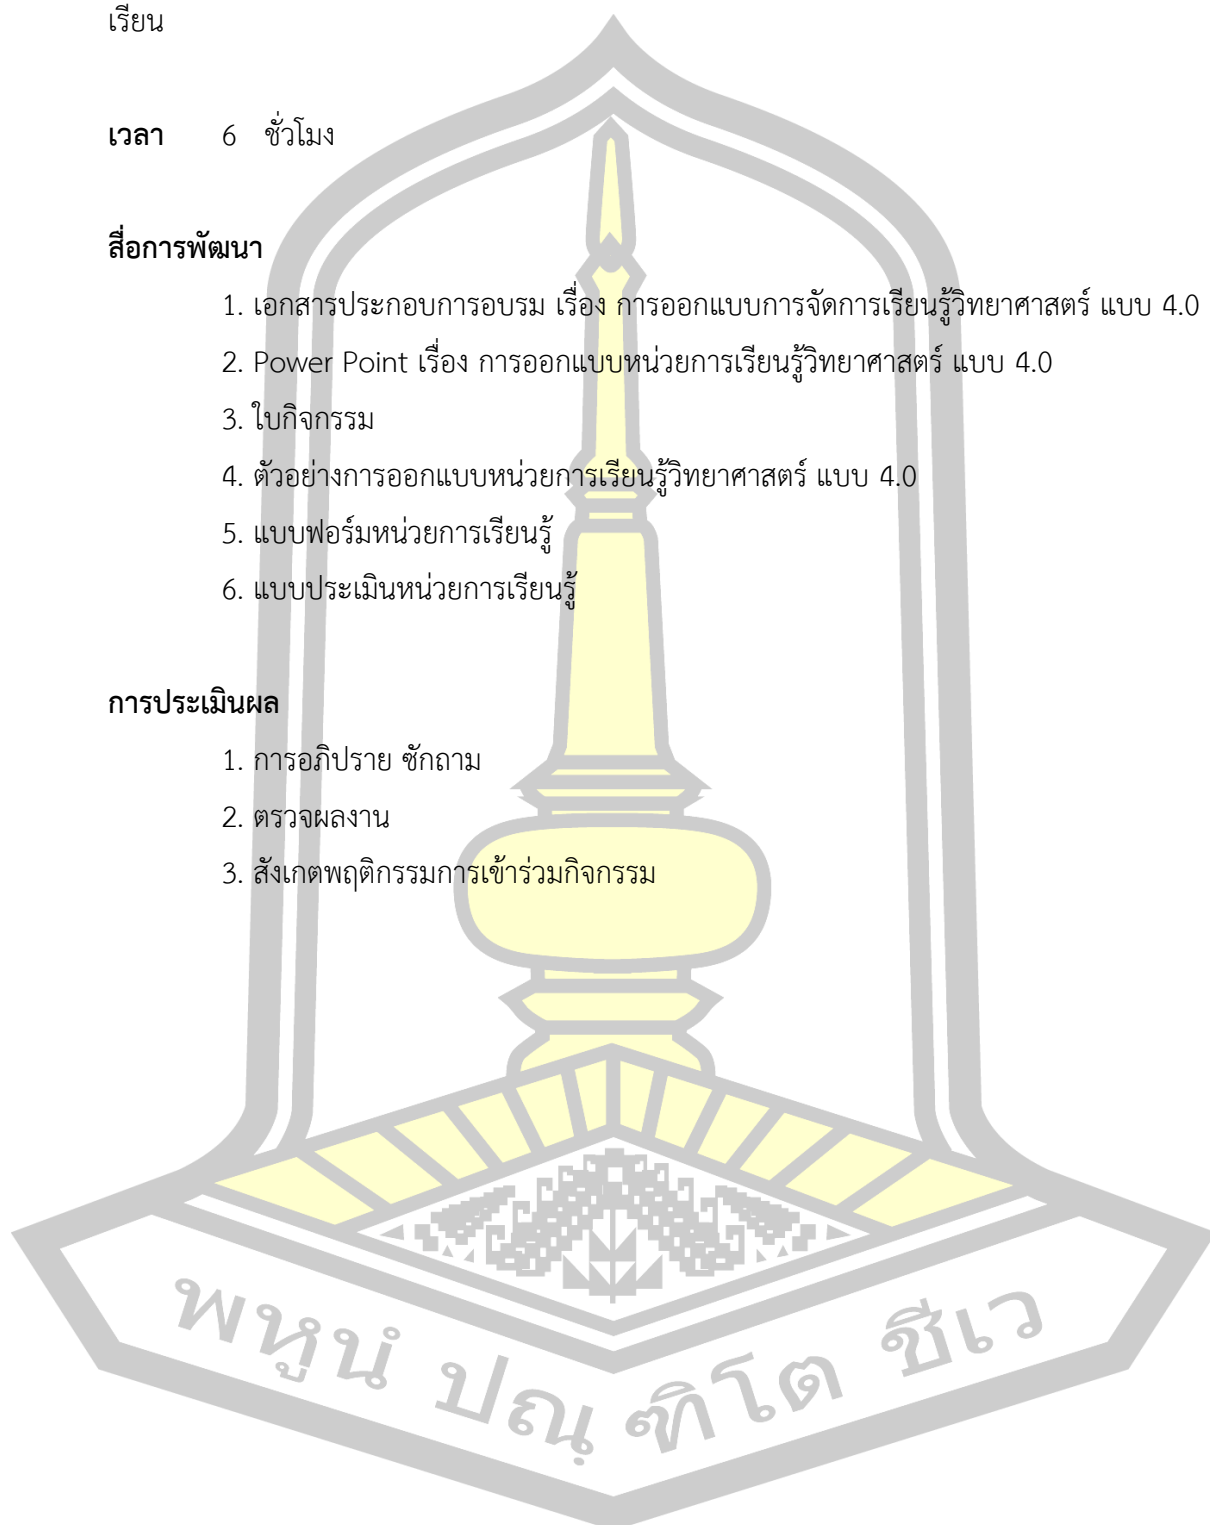 เรียน
เวลา 6 ชั่วโมง
สื่อการพัฒนา
1. เอกสารประกอบการอบรม เรื่อง การออกแบบการจัดการเรียนรู้วิทยาศาสตร์ แบบ 4.0
2. Power Point เรื่อง การออกแบบหน่วยการเรียนรู้วิทยาศาสตร์ แบบ 4.0
3. ใบกิจกรรม
4. ตัวอย่างการออกแบบหน่วยการเรียนรู้วิทยาศาสตร์ แบบ 4.0
5. แบบฟอร์มหน่วยการเรียนรู้
6. แบบประเมินหน่วยการเรียนรู้
การประเมินผล
1. การอภิปราย ซักถาม
2. ตรวจผลงาน
3. สังเกตพฤติกรรมการเข้าร่วมกิจกรรม
พหูนํ ปณฺฑิโต ชีเว